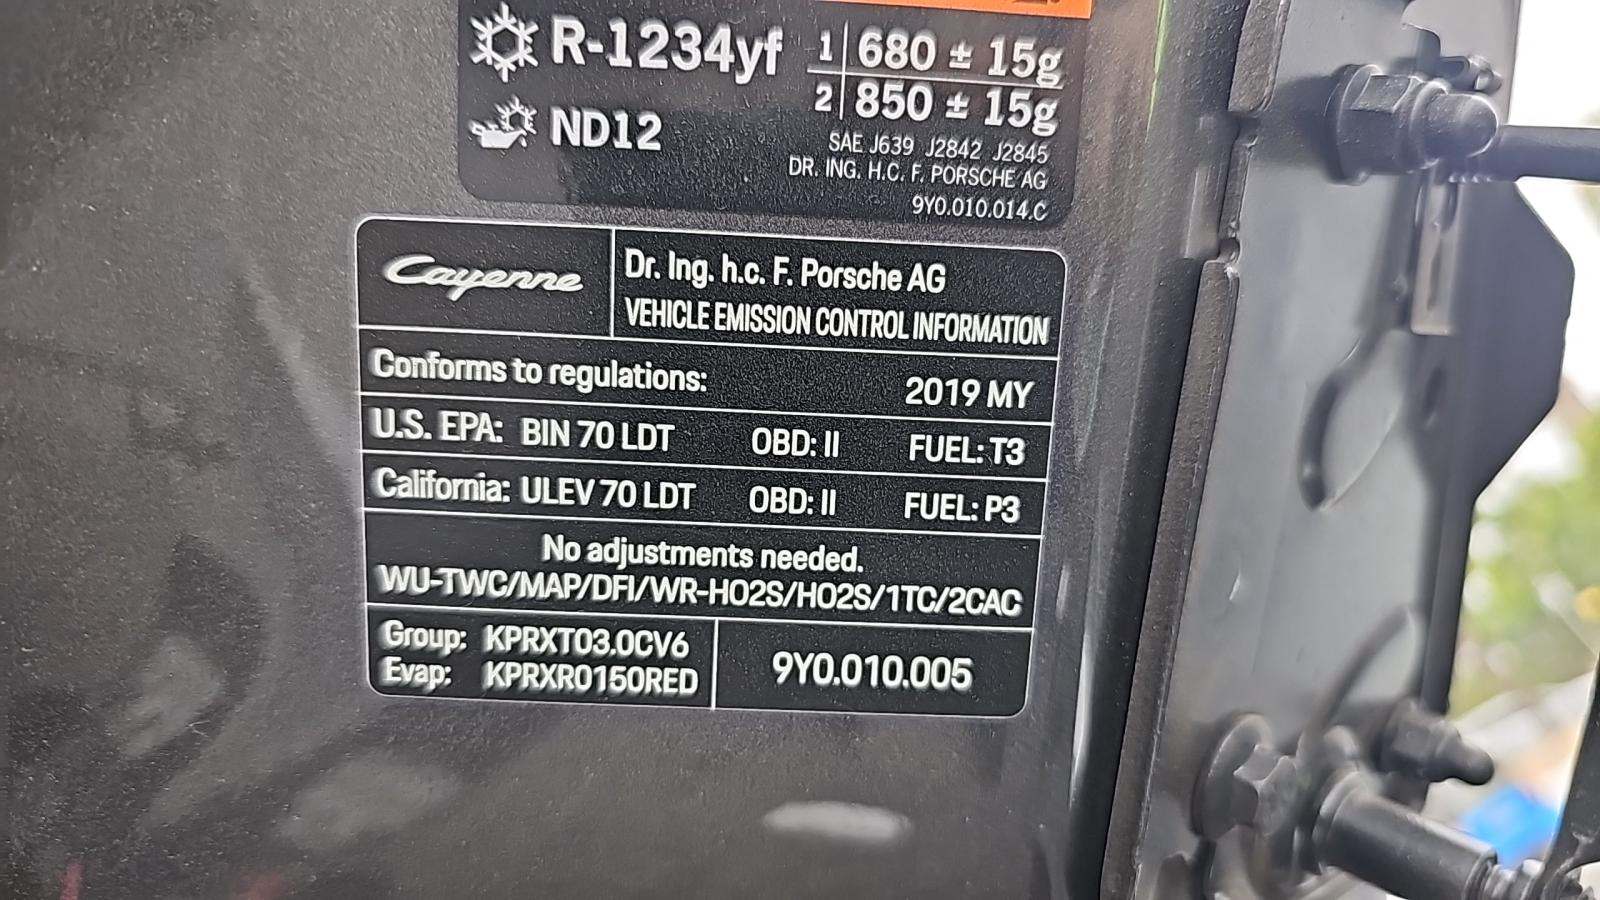 R-1234yf 1 680 ± 15g
2 850 ± 15g
ND12
SAE J639 J2842 J2845
DR. ING. H.C. F. PORSCHE AG
9Y0.010.014.C
Cayenne
Dr. Ing. h.c. F. Porsche AG
VEHICLE EMISSION CONTROL INFORMATION
Conforms to regulations: 2019 MY
U.S. EPA: BIN 70 LDT OBD: II FUEL: T3
California: ULEV 70 LDT OBD: II FUEL: P3
No adjustments needed.
WU-TWC/MAP/DFI/WR-HO2S/HO2S/1TC/2CAC
Group: KPRXT03.0CV6
Evap: KPRXR0150RED
9Y0.010.005